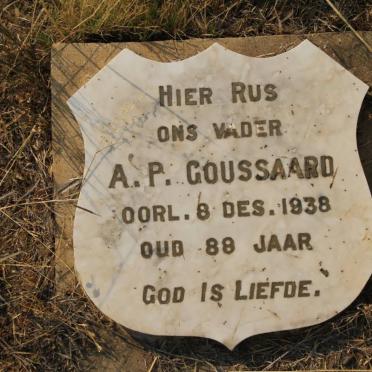 HIER RUS
ONS VADER
A. P. GOUSSAARD
OORL. 8 DES. 1938
OUD 88 JAAR
GOD IS LIEFDE.